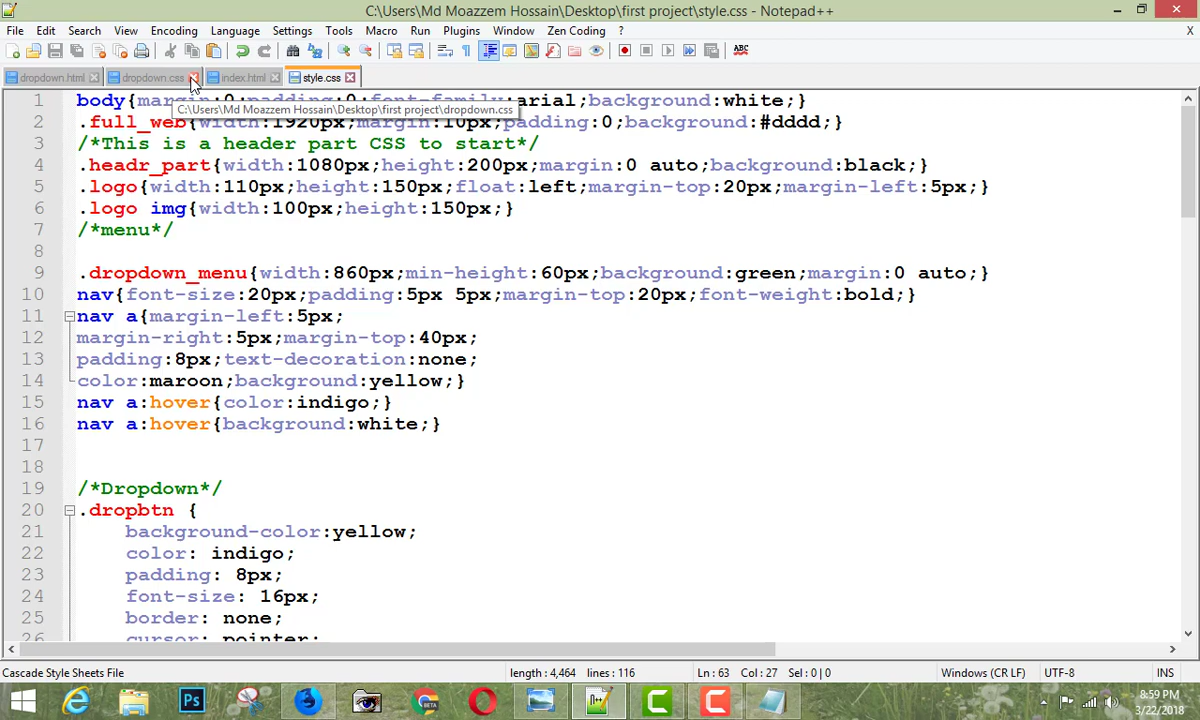 C:\Users\Md Moazzem Hossain\Desktop\first project\style.css - Notepad++
File Edit Search View Encoding Language Settings Tools Macro Run Plugins Window Zen Coding ? X
dropdown.html dropdown.css index.html style.css
1 body{margin:0;padding:0;font-family:arial;background:white;}
C:\Users\Md Moazzem Hossain\Desktop\first project\dropdown.css
2 .full_web{width:1920px;margin:10px;padding:0;background:#dddd;}
3 /*This is a header part CSS to start*/
4 .headr_part{width:1080px;height:200px;margin:0 auto;background:black;}
5 .logo{width:110px;height:150px;float:left;margin-top:20px;margin-left:5px;}
6 .logo img{width:100px;height:150px;}
7 /*menu*/
8
9 .dropdown_menu{width:860px;min-height:60px;background:green;margin:0 auto;}
10 nav{font-size:20px;padding:5px 5px;margin-top:20px;font-weight:bold;}
11 nav a{margin-left:5px;
12 margin-right:5px;margin-top:40px;
13 padding:8px;text-decoration:none;
14 color:maroon;background:yellow;}
15 nav a:hover{color:indigo;}
16 nav a:hover{background:white;}
17
18
19 /*Dropdown*/
20 .dropbtn {
21 background-color:yellow;
22 color: indigo;
23 padding: 8px;
24 font-size: 16px;
25 border: none;
26 cursor: pointer;
Cascade Style Sheets File length : 4,464 lines : 116 Ln : 63 Col : 27 Sel : 0 | 0 Windows (CR LF) UTF-8 INS
8:59 PM
3/22/2018